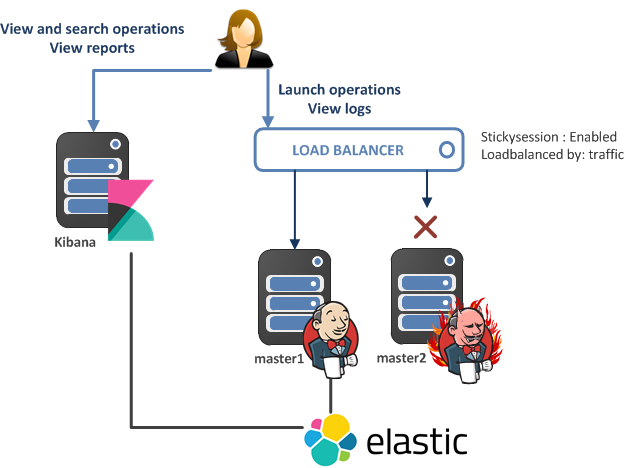 View and search operations
View reports
Launch operations
View logs
LOAD BALANCER
Stickysession : Enabled
Loadbalanced by: traffic
Kibana
master1
master2
elastic